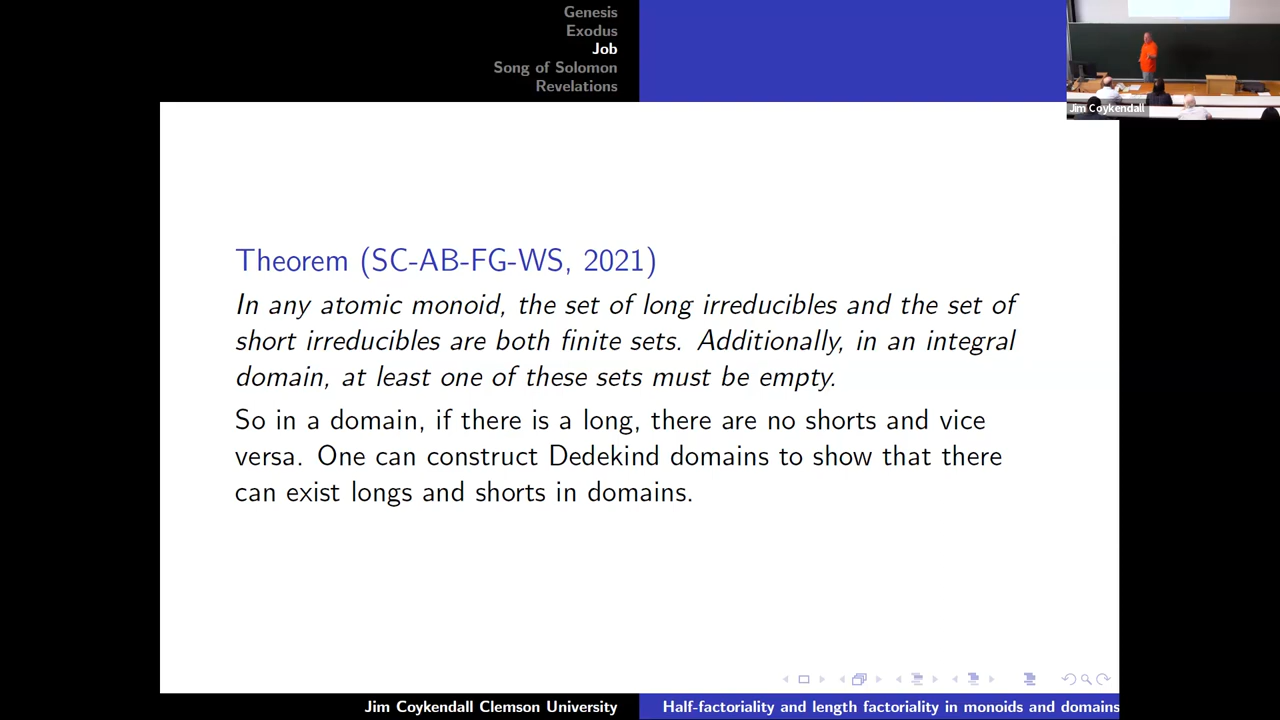 Genesis
Exodus
Job
Song of Solomon
Revelations
Jim Coykendall
Theorem (SC-AB-FG-WS, 2021)
In any atomic monoid, the set of long irreducibles and the set of
short irreducibles are both finite sets. Additionally, in an integral
domain, at least one of these sets must be empty.
So in a domain, if there is a long, there are no shorts and vice
versa. One can construct Dedekind domains to show that there
can exist longs and shorts in domains.
Jim Coykendall Clemson University
Half-factoriality and length factoriality in monoids and domains